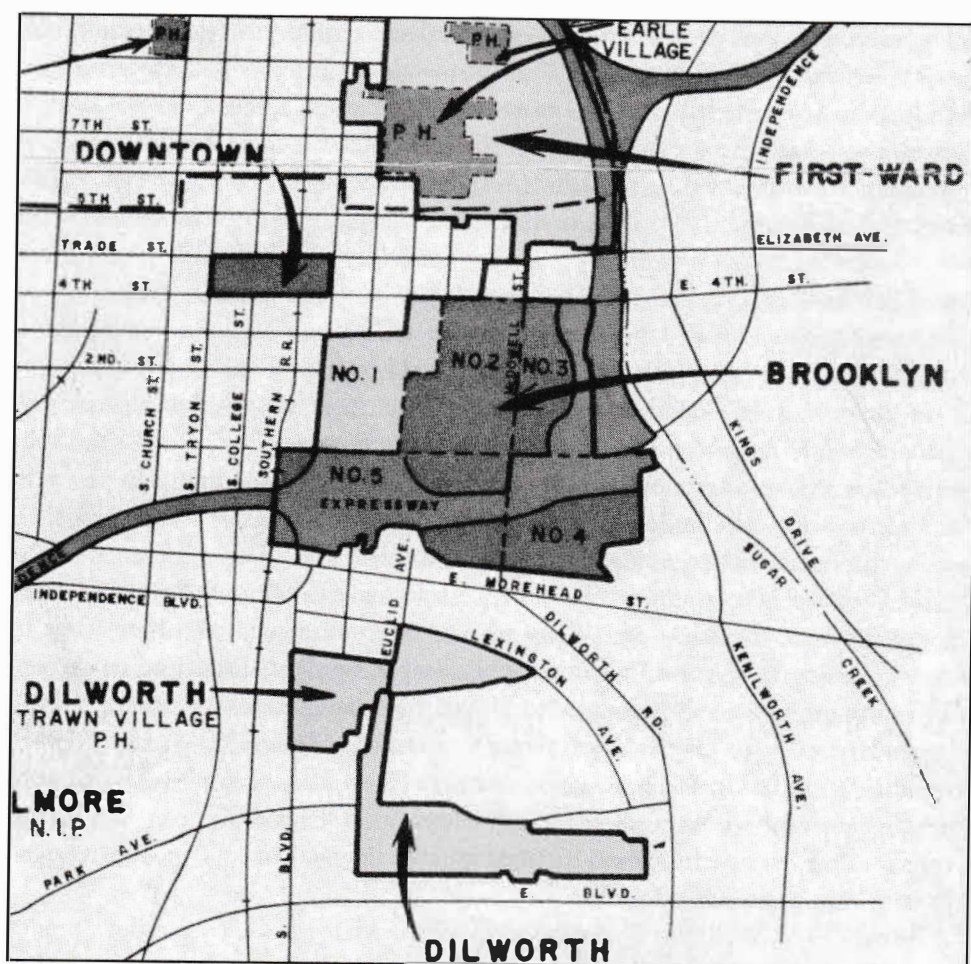 P.H.
P.H.
EARLE
VILLAGE
INDEPENDENCE
7TH ST.
P.H.
DOWNTOWN
FIRST-WARD
5TH ST.
TRADE ST.
ELIZABETH AVE.
4TH ST.
E. 4TH. ST.
ST.
2ND. ST.
S. CHURCH ST.
S. TRYON ST.
S. COLLEGE ST.
SOUTHERN R.R.
NO. 1
NO. 2
NO. 3
BROOKLYN
KINGS DRIVE
NO. 5
EXPRESSWAY
NO. 4
SUGAR CREEK
E. MOREHEAD ST.
INDEPENDENCE BLVD.
EUCLID AVE.
LEXINGTON AVE.
DILWORTH RD.
KENILWORTH AVE.
DILWORTH
TRAWN VILLAGE
P.H.
LMORE
N.I.P.
PARK AVE.
S. BLVD.
E. BLVD.
DILWORTH